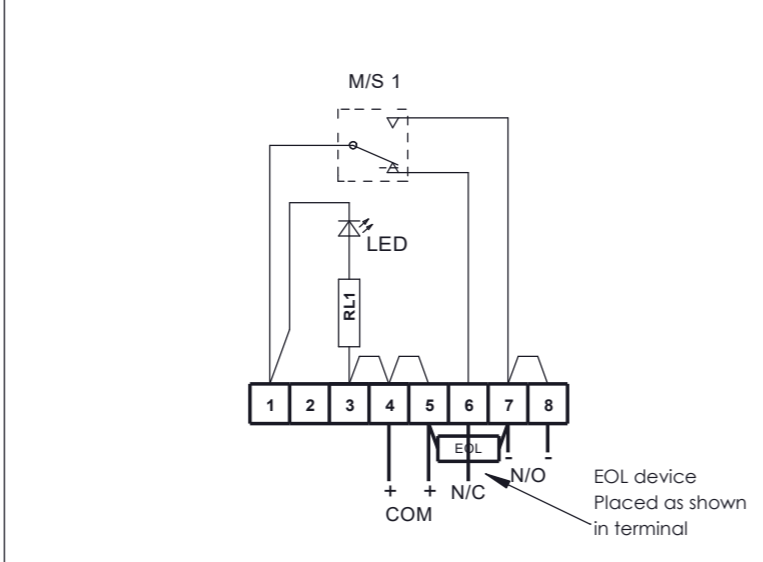 M/S 1
LED
RL1
1 2 3 4 5 6 7 8
EOL
- -
+ + N/C N/O
COM
EOL device
Placed as shown
in terminal